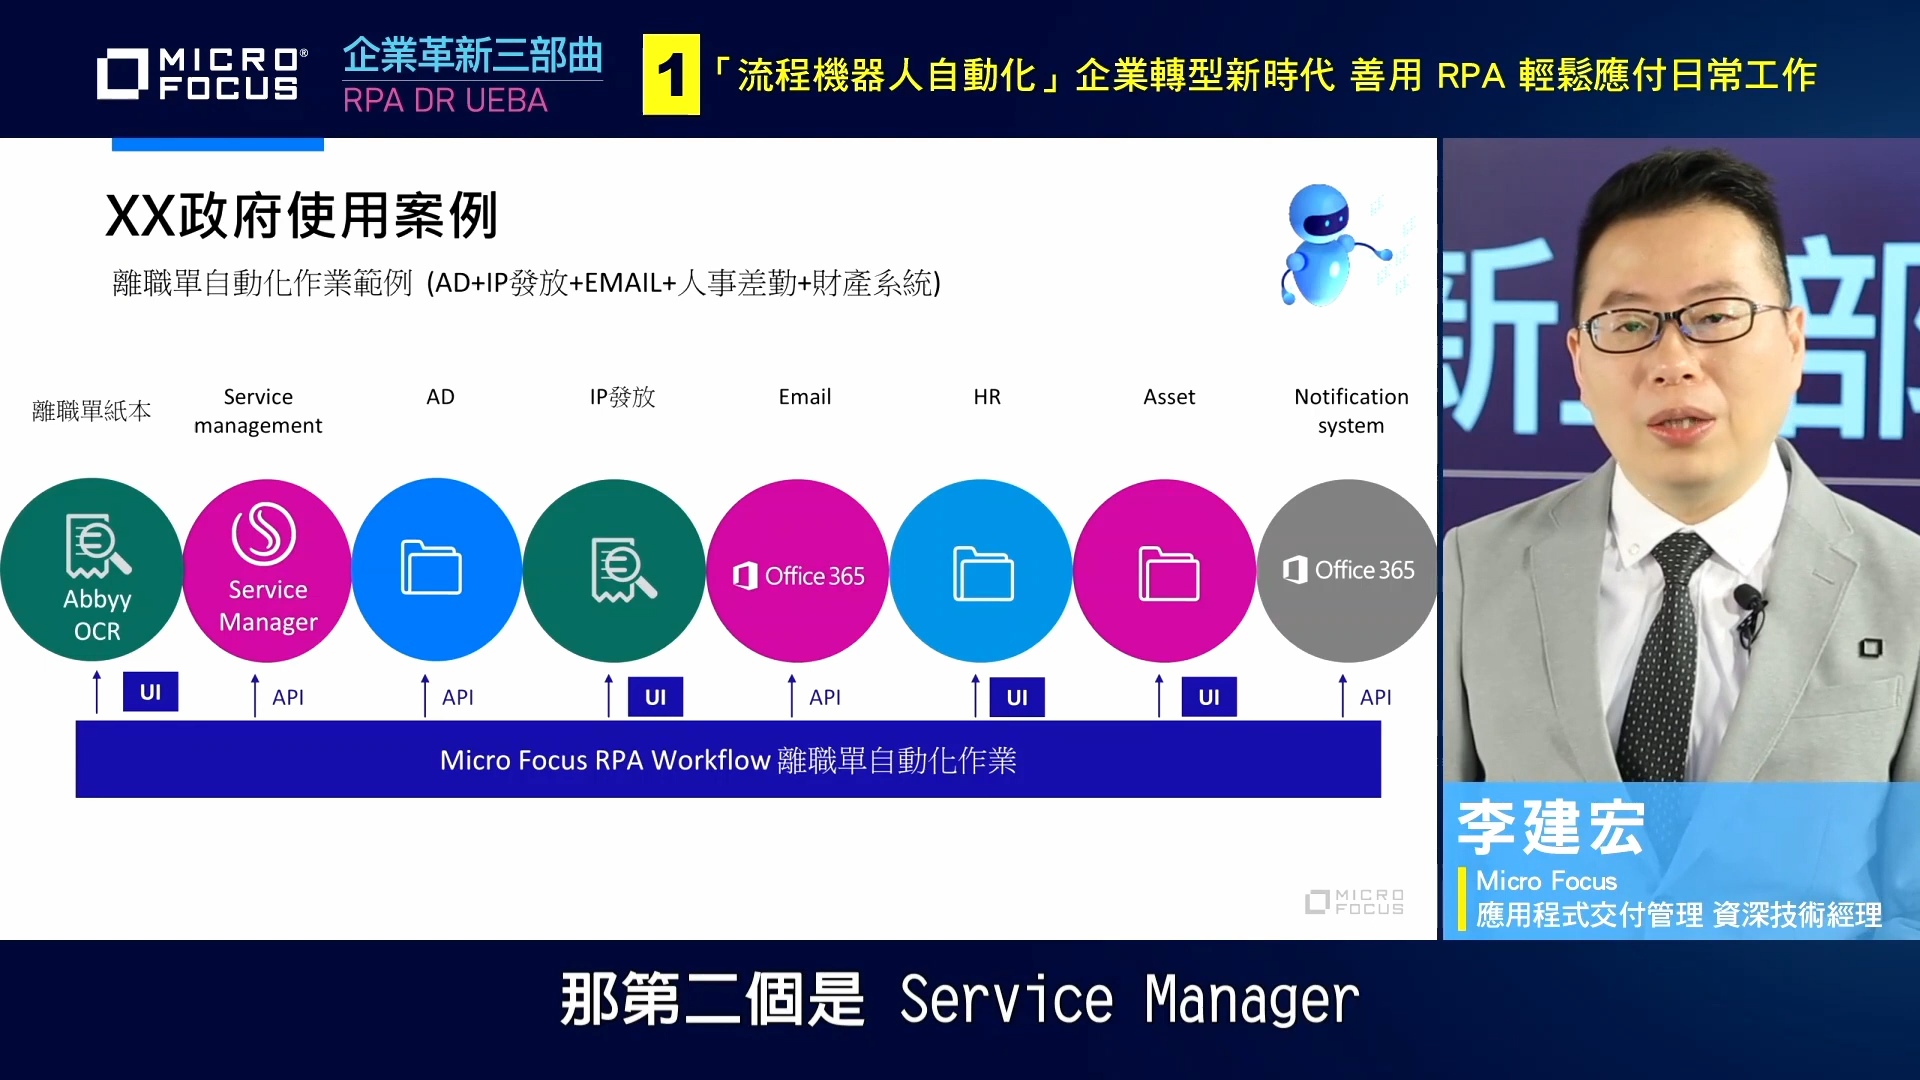 MICRO
FOCUS
企業革新三部曲
RPA DR UEBA
1
「流程機器人自動化」企業轉型新時代 善用 RPA 輕鬆應付日常工作
XX政府使用案例
離職單自動化作業範例 (AD+IP發放+EMAIL+人事差勤+財產系統)
離職單紙本
Service
management
AD
IP發放
Email
HR
Asset
Notification
system
Abbyy
OCR
Service
Manager
Office 365
Office 365
UI
API
API
UI
API
UI
UI
API
Micro Focus RPA Workflow 離職單自動化作業
MICRO
FOCUS
新三部
李建宏
Micro Focus
應用程式交付管理 資深技術經理
那第二個是 Service Manager